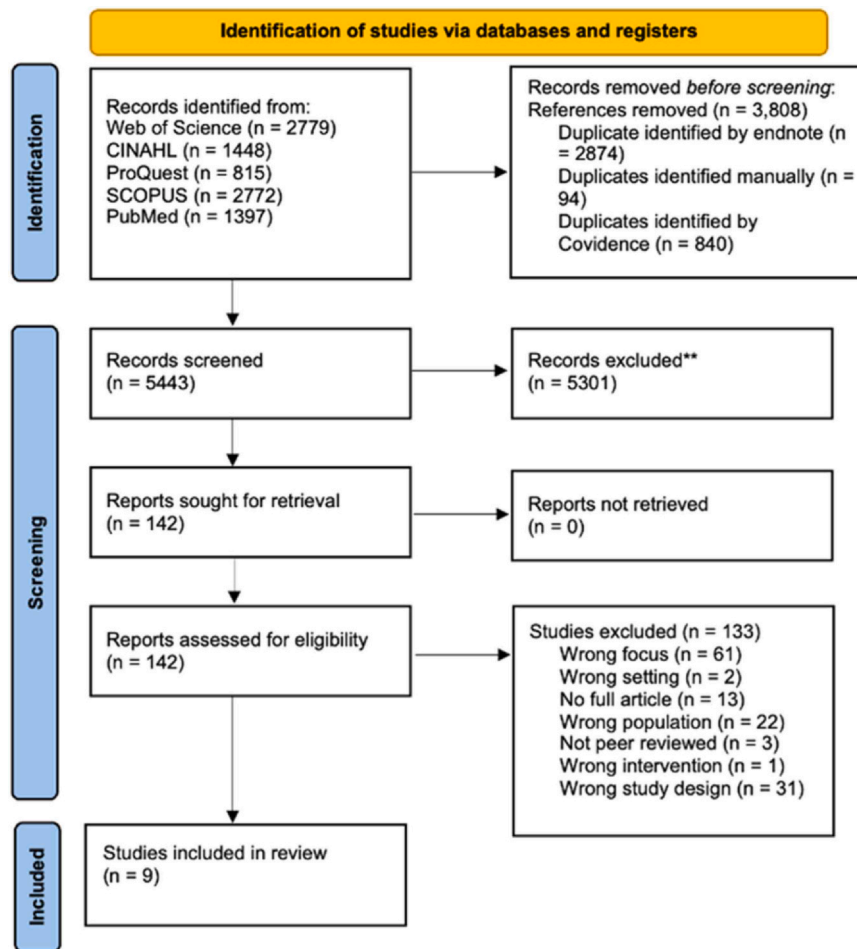 Identification of studies via databases and registers
Identification
Records identified from:
Web of Science (n = 2779)
CINAHL (n = 1448)
ProQuest (n = 815)
SCOPUS (n = 2772)
PubMed (n = 1397)
Records removed before screening:
References removed (n = 3,808)
Duplicate identified by endnote (n
= 2874)
Duplicates identified manually (n =
94)
Duplicates identified by
Covidence (n = 840)
Screening
Records screened
(n = 5443)
Records excluded**
(n = 5301)
Reports sought for retrieval
(n = 142)
Reports not retrieved
(n = 0)
Reports assessed for eligibility
(n = 142)
Studies excluded (n = 133)
Wrong focus (n = 61)
Wrong setting (n = 2)
No full article (n = 13)
Wrong population (n = 22)
Not peer reviewed (n = 3)
Wrong intervention (n = 1)
Wrong study design (n = 31)
Included
Studies included in review
(n = 9)